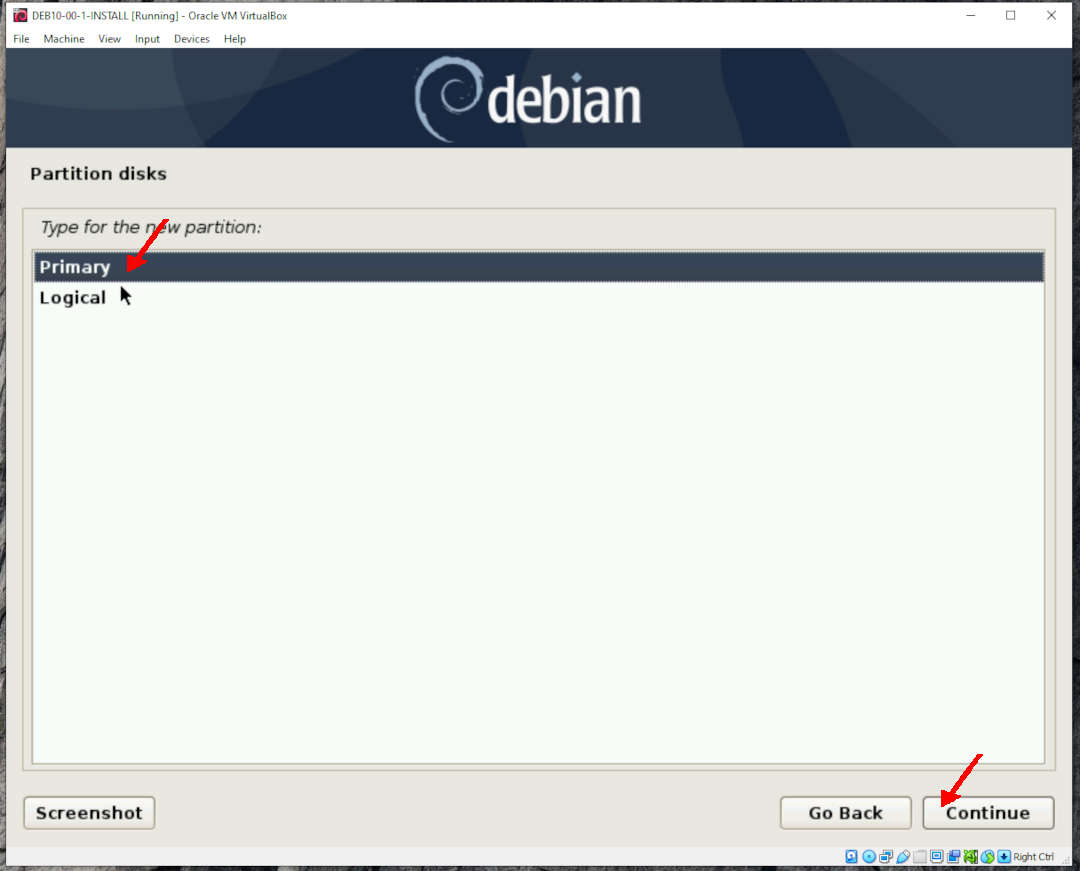 DEB10-00-1-INSTALL [Running] - Oracle VM VirtualBox
File Machine View Input Devices Help
debian
Partition disks
Type for the new partition:
Primary
Logical
Screenshot Go Back Continue
Right Ctrl